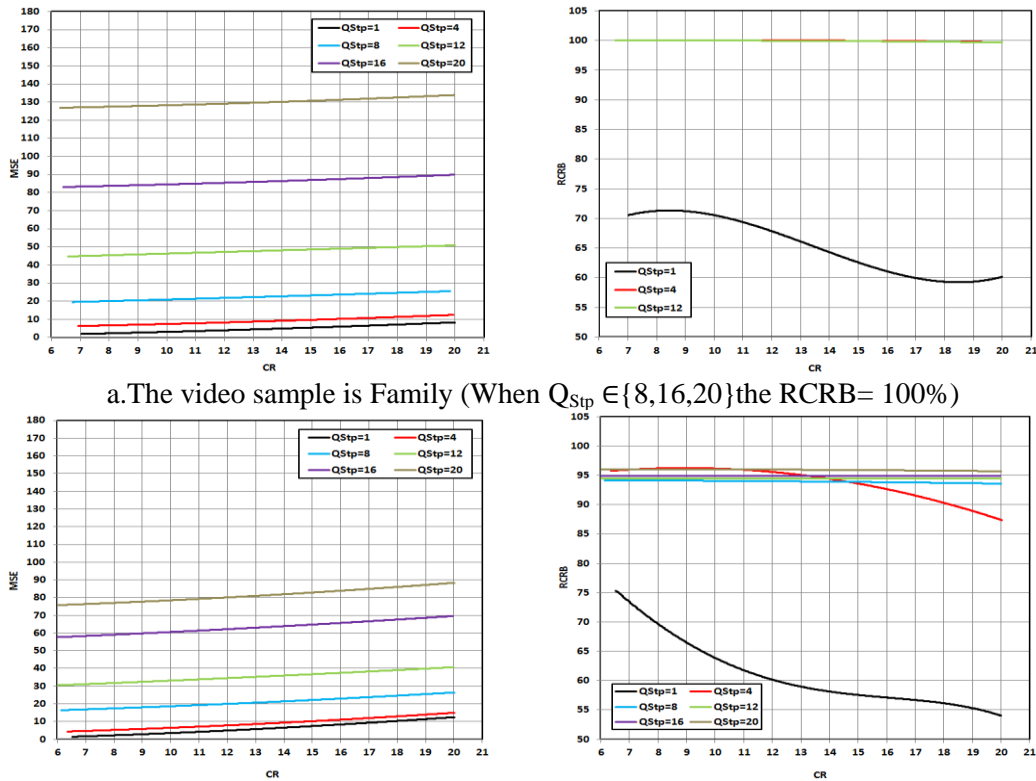 180
170
160
150
140
130
120
110
100
90
80
70
60
50
40
30
20
10
0
MSE
QStp=1 QStp=4
QStp=8 QStp=12
QStp=16 QStp=20
6 7 8 9 10 11 12 13 14 15 16 17 18 19 20 21
CR
105
100
95
90
85
80
75
70
65
60
55
50
RCRB
QStp=1
QStp=4
QStp=12
6 7 8 9 10 11 12 13 14 15 16 17 18 19 20 21
CR
a.The video sample is Family (When QStp ∈{8,16,20}the RCRB= 100%)
180
170
160
150
140
130
120
110
100
90
80
70
60
50
40
30
20
10
0
MSE
QStp=1 QStp=4
QStp=8 QStp=12
QStp=16 QStp=20
6 7 8 9 10 11 12 13 14 15 16 17 18 19 20 21
CR
105
100
95
90
85
80
75
70
65
60
55
50
RCRB
QStp=1 QStp=4
QStp=8 QStp=12
QStp=16 QStp=20
6 7 8 9 10 11 12 13 14 15 16 17 18 19 20 21
CR